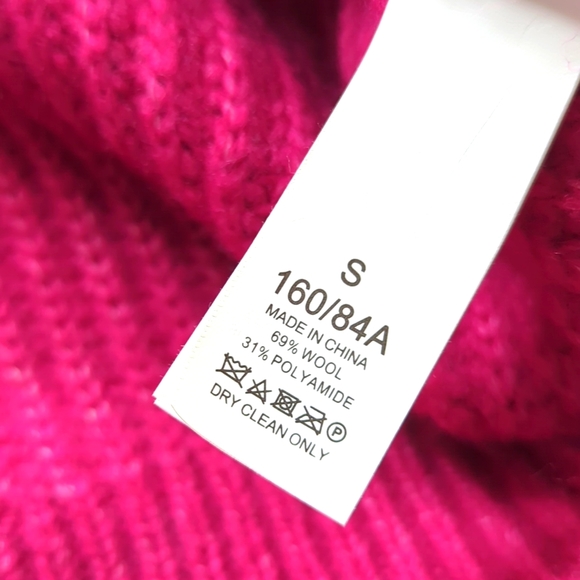 S
160/84A
MADE IN CHINA
69% WOOL
31% POLYAMIDE
P
DRY CLEAN ONLY